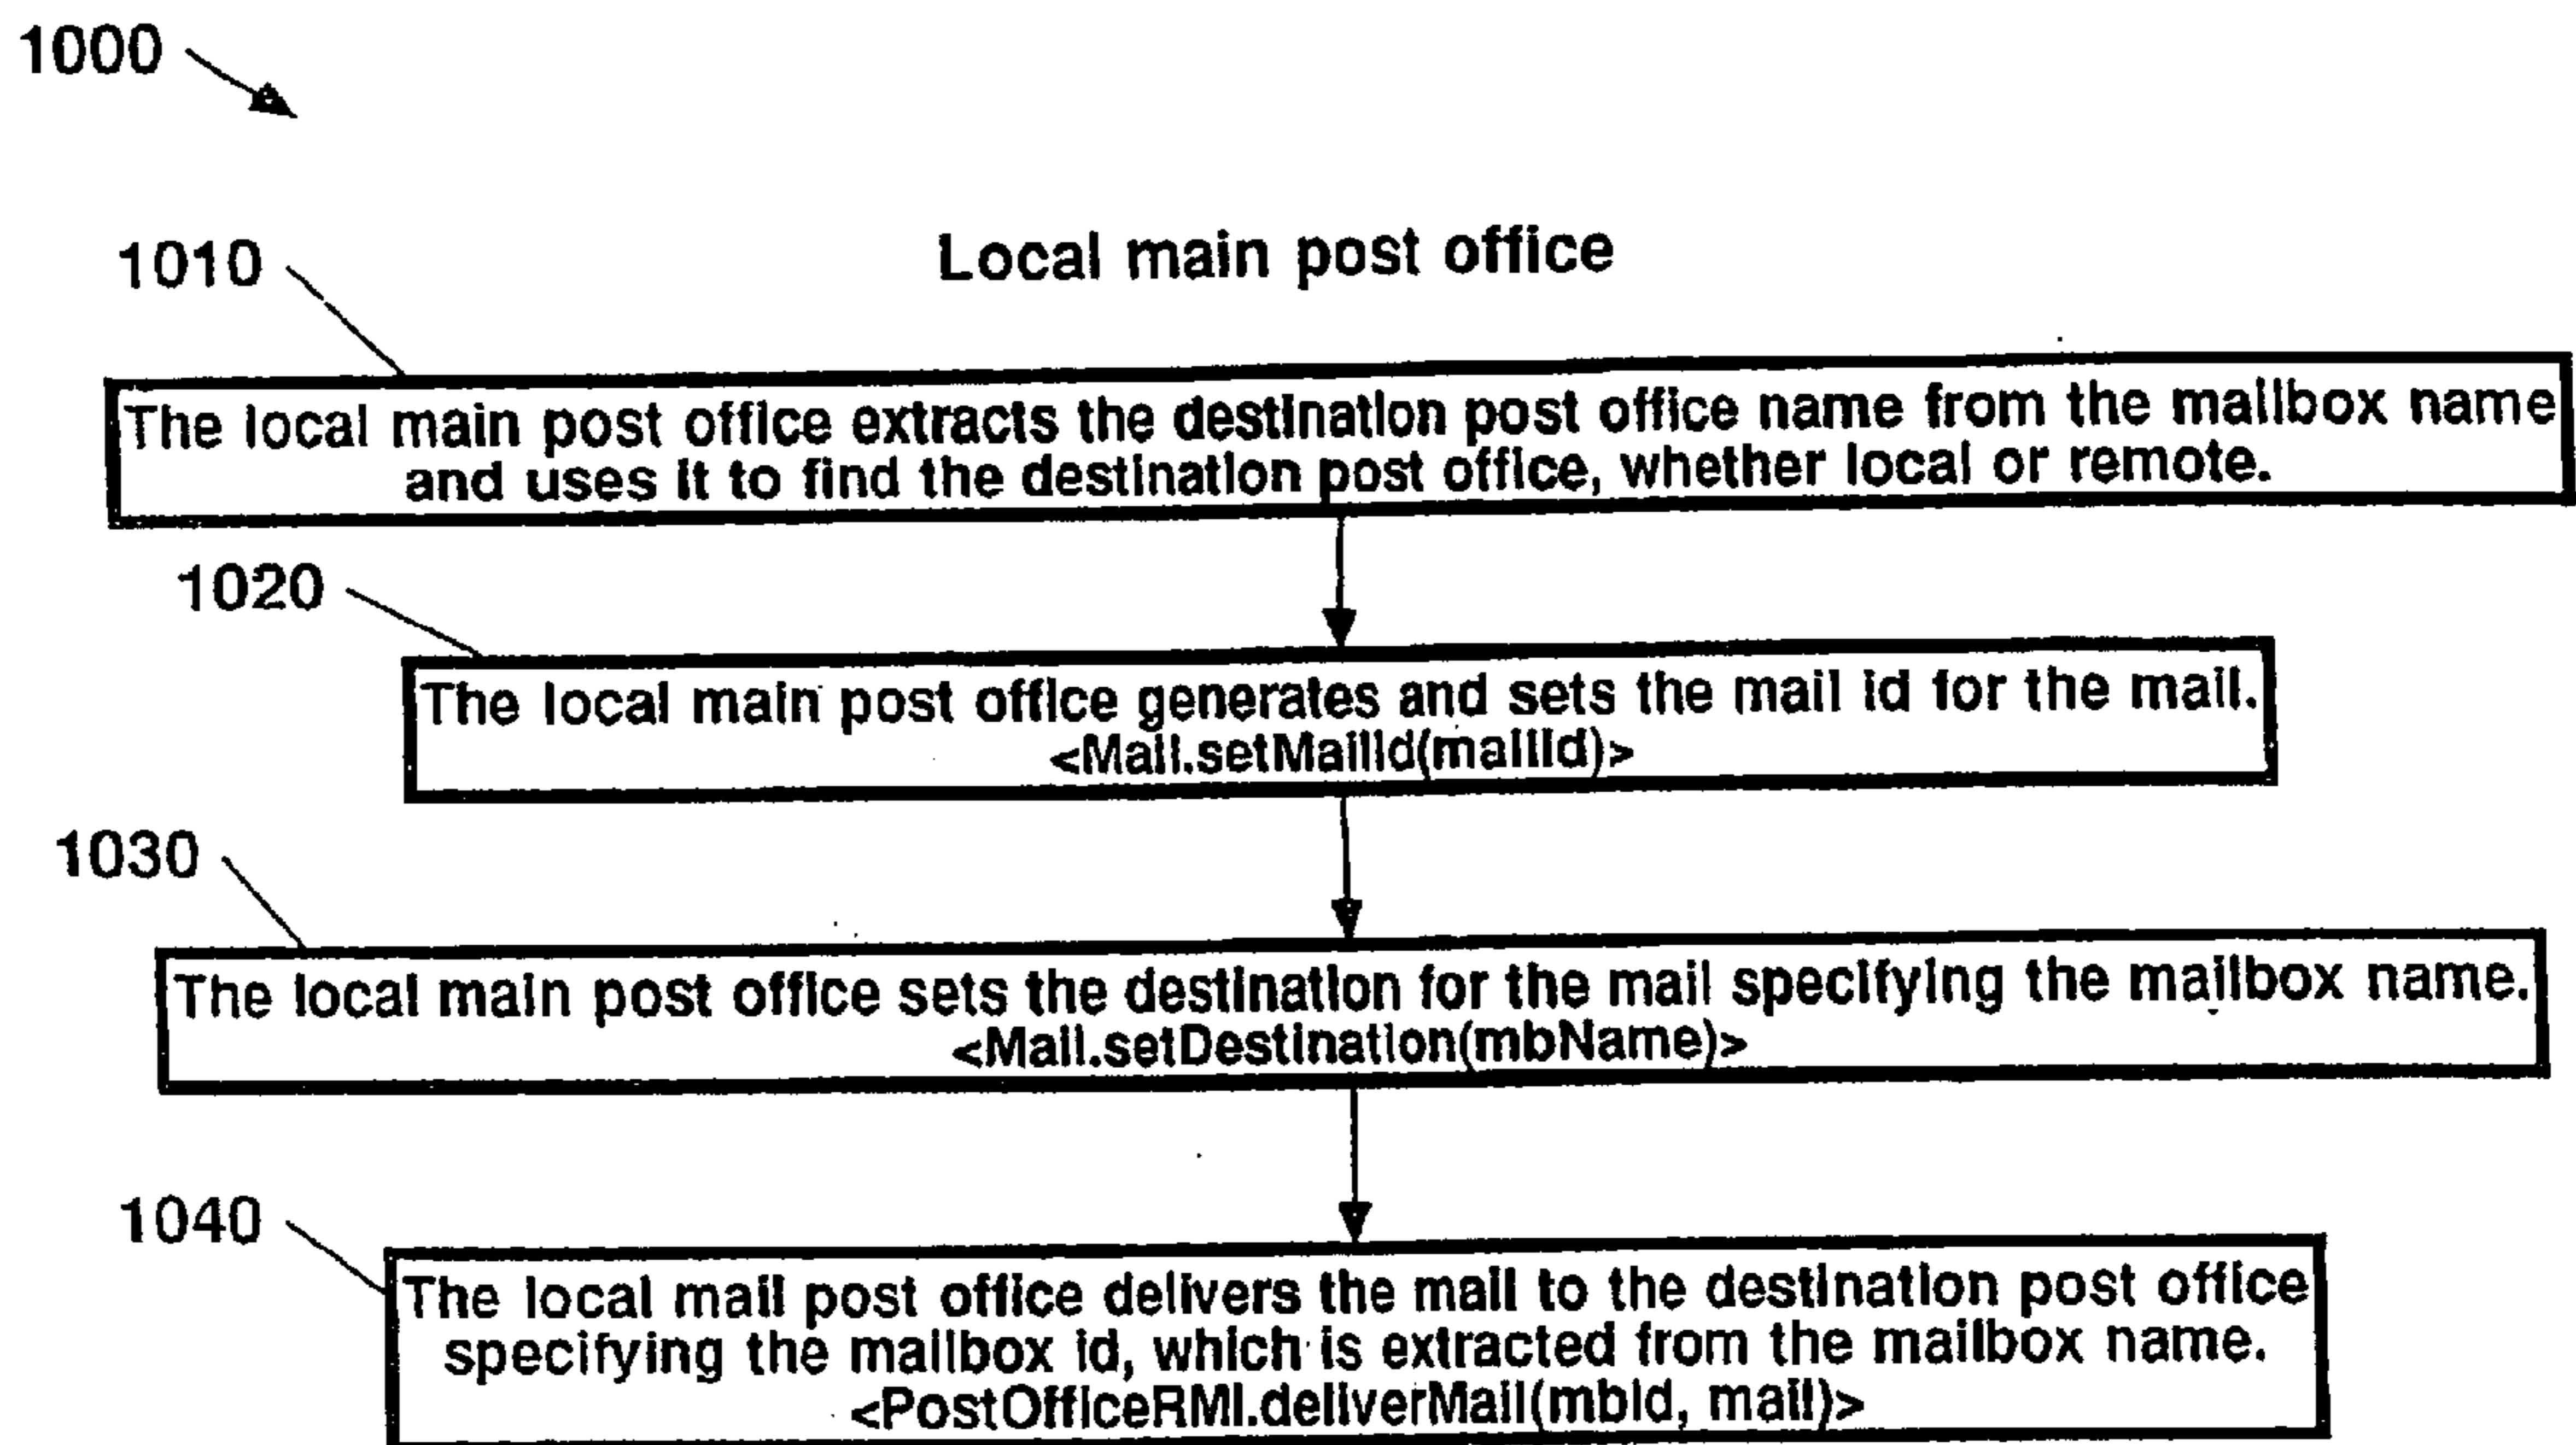 1000
Local main post office
1010
The local main post office extracts the destination post office name from the mailbox name
and uses it to find the destination post office, whether local or remote.
1020
The local main post office generates and sets the mail id for the mail.
<Mail.setMailId(mailId)>
1030
The local main post office sets the destination for the mail specifying the mailbox name.
<Mail.setDestination(mbName)>
1040
The local mail post office delivers the mail to the destination post office
specifying the mailbox id, which is extracted from the mailbox name.
<PostOfficeRMI.deliverMail(mbId, mail)>